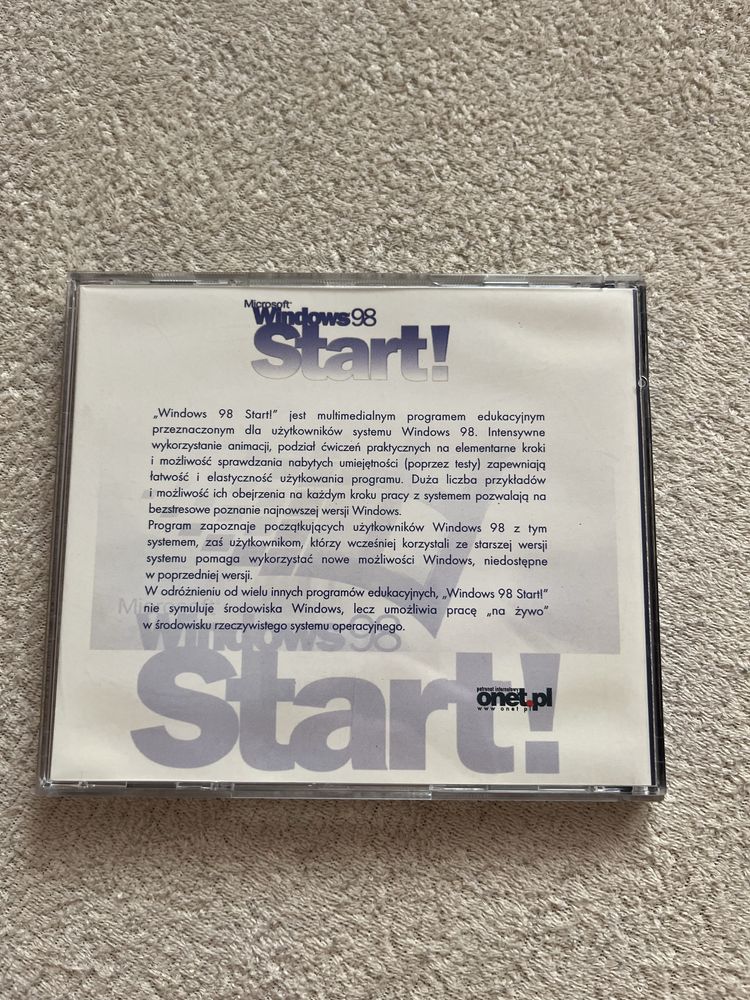 Microsoft
Windows 98
Start!
„Windows 98 Start!" jest multimedialnym programem edukacyjnym
przeznaczonym dla użytkowników systemu Windows 98. Intensywne
wykorzystanie animacji, podział ćwiczeń praktycznych na elementarne kroki
i możliwość sprawdzania nabytych umiejętności (poprzez testy) zapewniają
łatwość i elastyczność użytkowania programu. Duża liczba przykładów
i możliwość ich obejrzenia na każdym kroku pracy z systemem pozwalają na
bezstresowe poznanie najnowszej wersji Windows.
Program zapoznaje początkujących użytkowników Windows 98 z tym
systemem, zaś użytkownikom, którzy wcześniej korzystali ze starszej wersji
systemu pomaga wykorzystać nowe możliwości Windows, niedostępne
w poprzedniej wersji.
W odróżnieniu od wielu innych programów edukacyjnych, „Windows 98 Start!"
nie symuluje środowiska Windows, lecz umożliwia pracę „na żywo"
w środowisku rzeczywistego systemu operacyjnego.
Microsoft
Windows 98
Start!
patronat internetowy
onet.pl
www.onet.pl